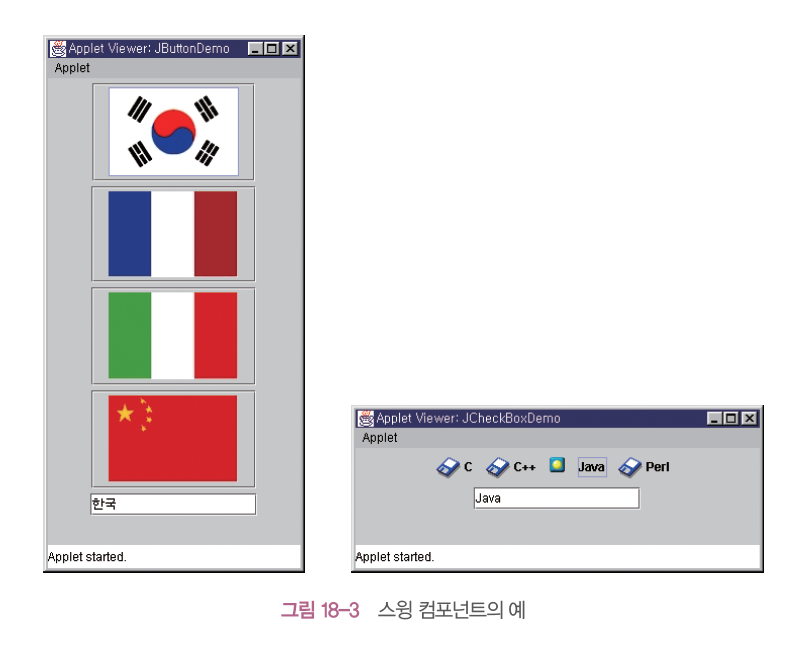 Applet Viewer: JButtonDemo
Applet
한국
Applet started.
Applet Viewer: JCheckBoxDemo
Applet
C C++ Java Perl
Java
Applet started.
그림 18-3 스윙 컴포넌트의 예